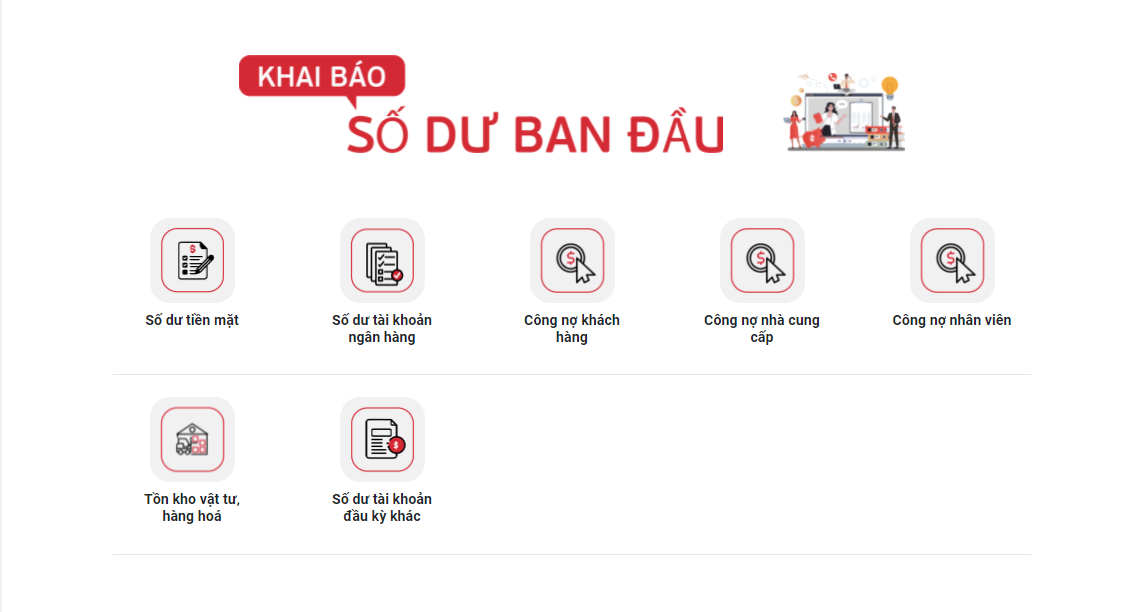 KHAI BÁO
SỐ DƯ BAN ĐẦU
Số dư tiền mặt
Số dư tài khoản
ngân hàng
Công nợ khách
hàng
Công nợ nhà cung
cấp
Công nợ nhân viên
Tồn kho vật tư,
hàng hoá
Số dư tài khoản
đầu kỳ khác